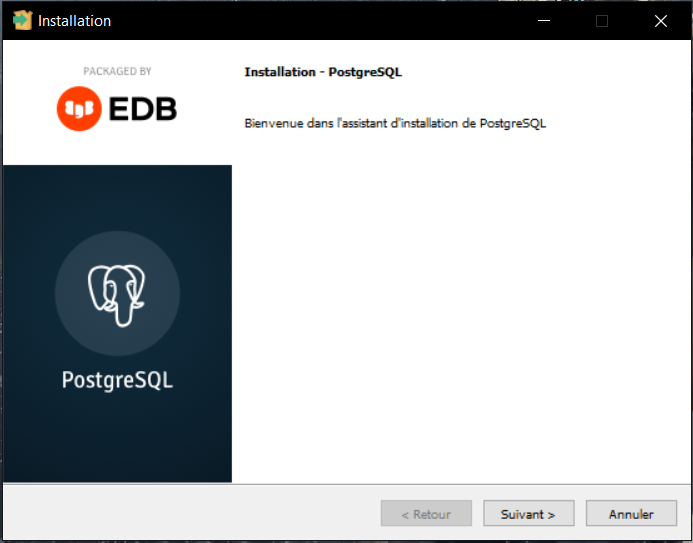 Installation
PACKAGED BY
EDB
Installation - PostgreSQL
Bienvenue dans l'assistant d'installation de PostgreSQL
PostgreSQL
< Retour
Suivant >
Annuler